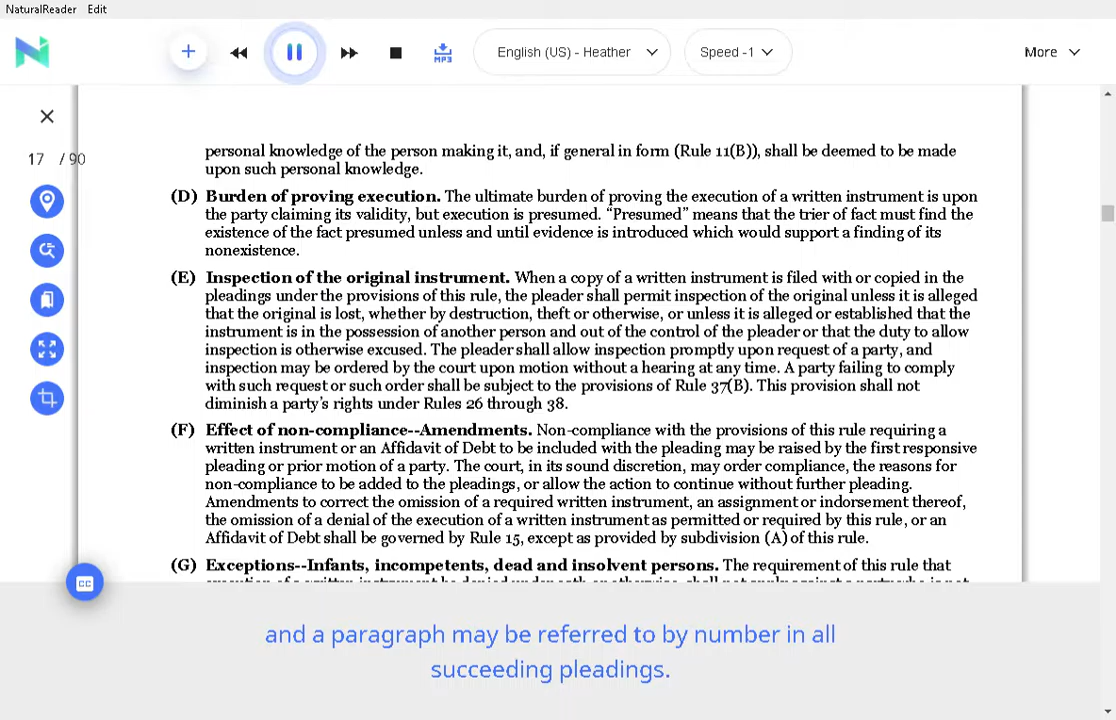 NaturalReader Edit
MP3
English (US) - Heather
Speed -1
More
17 / 90
personal knowledge of the person making it, and, if general in form (Rule 11(B)), shall be deemed to be made
upon such personal knowledge.
(D) Burden of proving execution. The ultimate burden of proving the execution of a written instrument is upon
the party claiming its validity, but execution is presumed. “Presumed” means that the trier of fact must find the
existence of the fact presumed unless and until evidence is introduced which would support a finding of its
nonexistence.
(E) Inspection of the original instrument. When a copy of a written instrument is filed with or copied in the
pleadings under the provisions of this rule, the pleader shall permit inspection of the original unless it is alleged
that the original is lost, whether by destruction, theft or otherwise, or unless it is alleged or established that the
instrument is in the possession of another person and out of the control of the pleader or that the duty to allow
inspection is otherwise excused. The pleader shall allow inspection promptly upon request of a party, and
inspection may be ordered by the court upon motion without a hearing at any time. A party failing to comply
with such request or such order shall be subject to the provisions of Rule 37(B). This provision shall not
diminish a party’s rights under Rules 26 through 38.
(F) Effect of non-compliance--Amendments. Non-compliance with the provisions of this rule requiring a
written instrument or an Affidavit of Debt to be included with the pleading may be raised by the first responsive
pleading or prior motion of a party. The court, in its sound discretion, may order compliance, the reasons for
non-compliance to be added to the pleadings, or allow the action to continue without further pleading.
Amendments to correct the omission of a required written instrument, an assignment or indorsement thereof,
the omission of a denial of the execution of a written instrument as permitted or required by this rule, or an
Affidavit of Debt shall be governed by Rule 15, except as provided by subdivision (A) of this rule.
(G) Exceptions--Infants, incompetents, dead and insolvent persons. The requirement of this rule that
CC
and a paragraph may be referred to by number in all
succeeding pleadings.